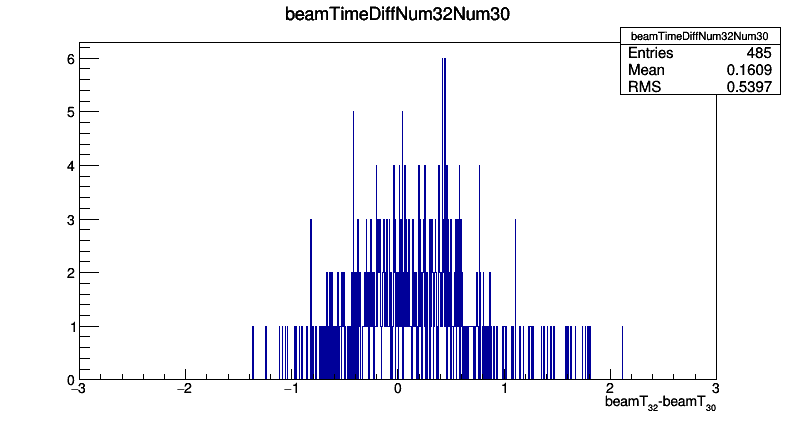 beamTimeDiffNum32Num30
beamTimeDiffNum32Num30
Entries 485
Mean 0.1609
RMS 0.5397
6
5
4
3
2
1
0
−3 −2 −1 0 1 2 3
beamT32-beamT30